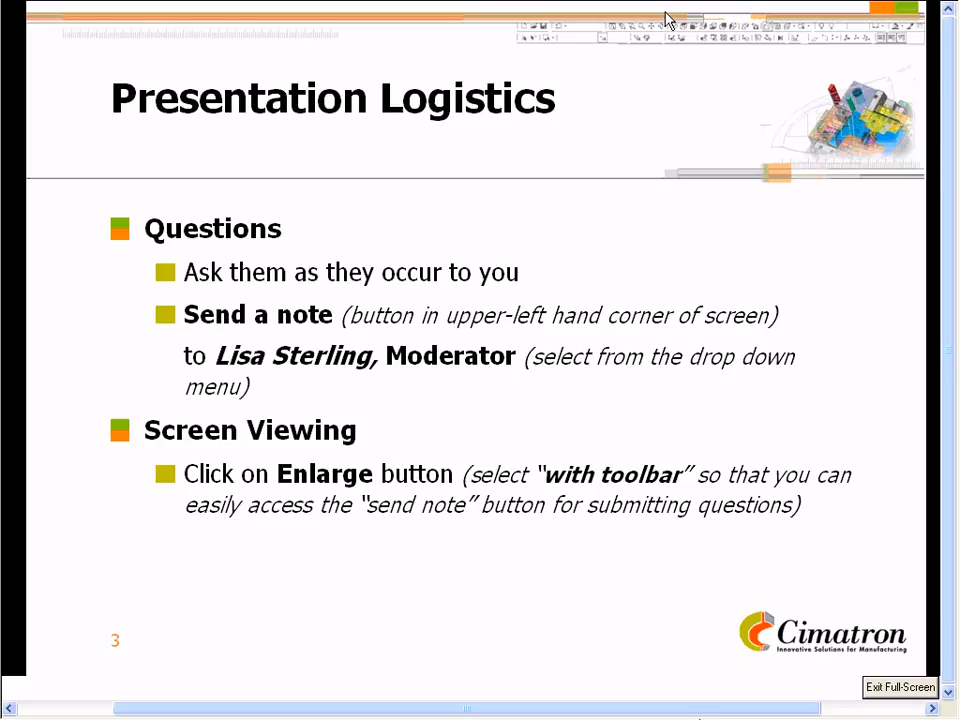 Presentation Logistics
Questions
Ask them as they occur to you
Send a note (button in upper-left hand corner of screen)
to Lisa Sterling, Moderator (select from the drop down
menu)
Screen Viewing
Click on Enlarge button (select "with toolbar” so that you can
easily access the “send note” button for submitting questions)
3
Cimatron
Innovative Solutions for Manufacturing
Exit Full-Screen